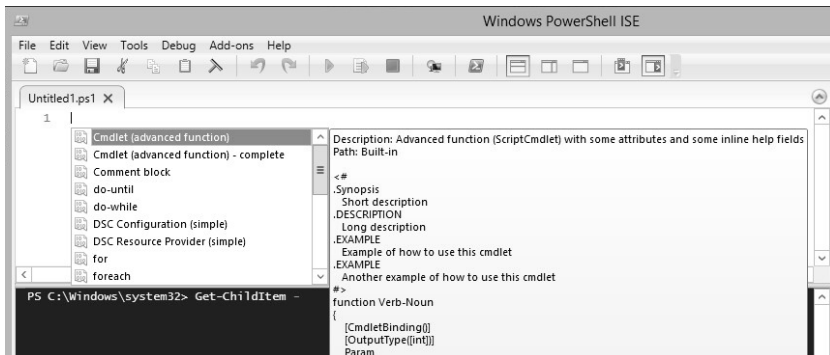 Windows PowerShell ISE
File Edit View Tools Debug Add-ons Help
Untitled1.ps1 X
1
Cmdlet (advanced function)
Cmdlet (advanced function) - complete
Comment block
do-until
do-while
DSC Configuration (simple)
DSC Resource Provider (simple)
for
foreach
Description: Advanced function (ScriptCmdlet) with some attributes and some inline help fields
Path: Built-in
<#
.Synopsis
Short description
.DESCRIPTION
Long description
.EXAMPLE
Example of how to use this cmdlet
.EXAMPLE
Another example of how to use this cmdlet
#>
function Verb-Noun
{
[CmdletBinding()]
[OutputType([int])]
Param
PS C:\Windows\system32> Get-ChildItem -